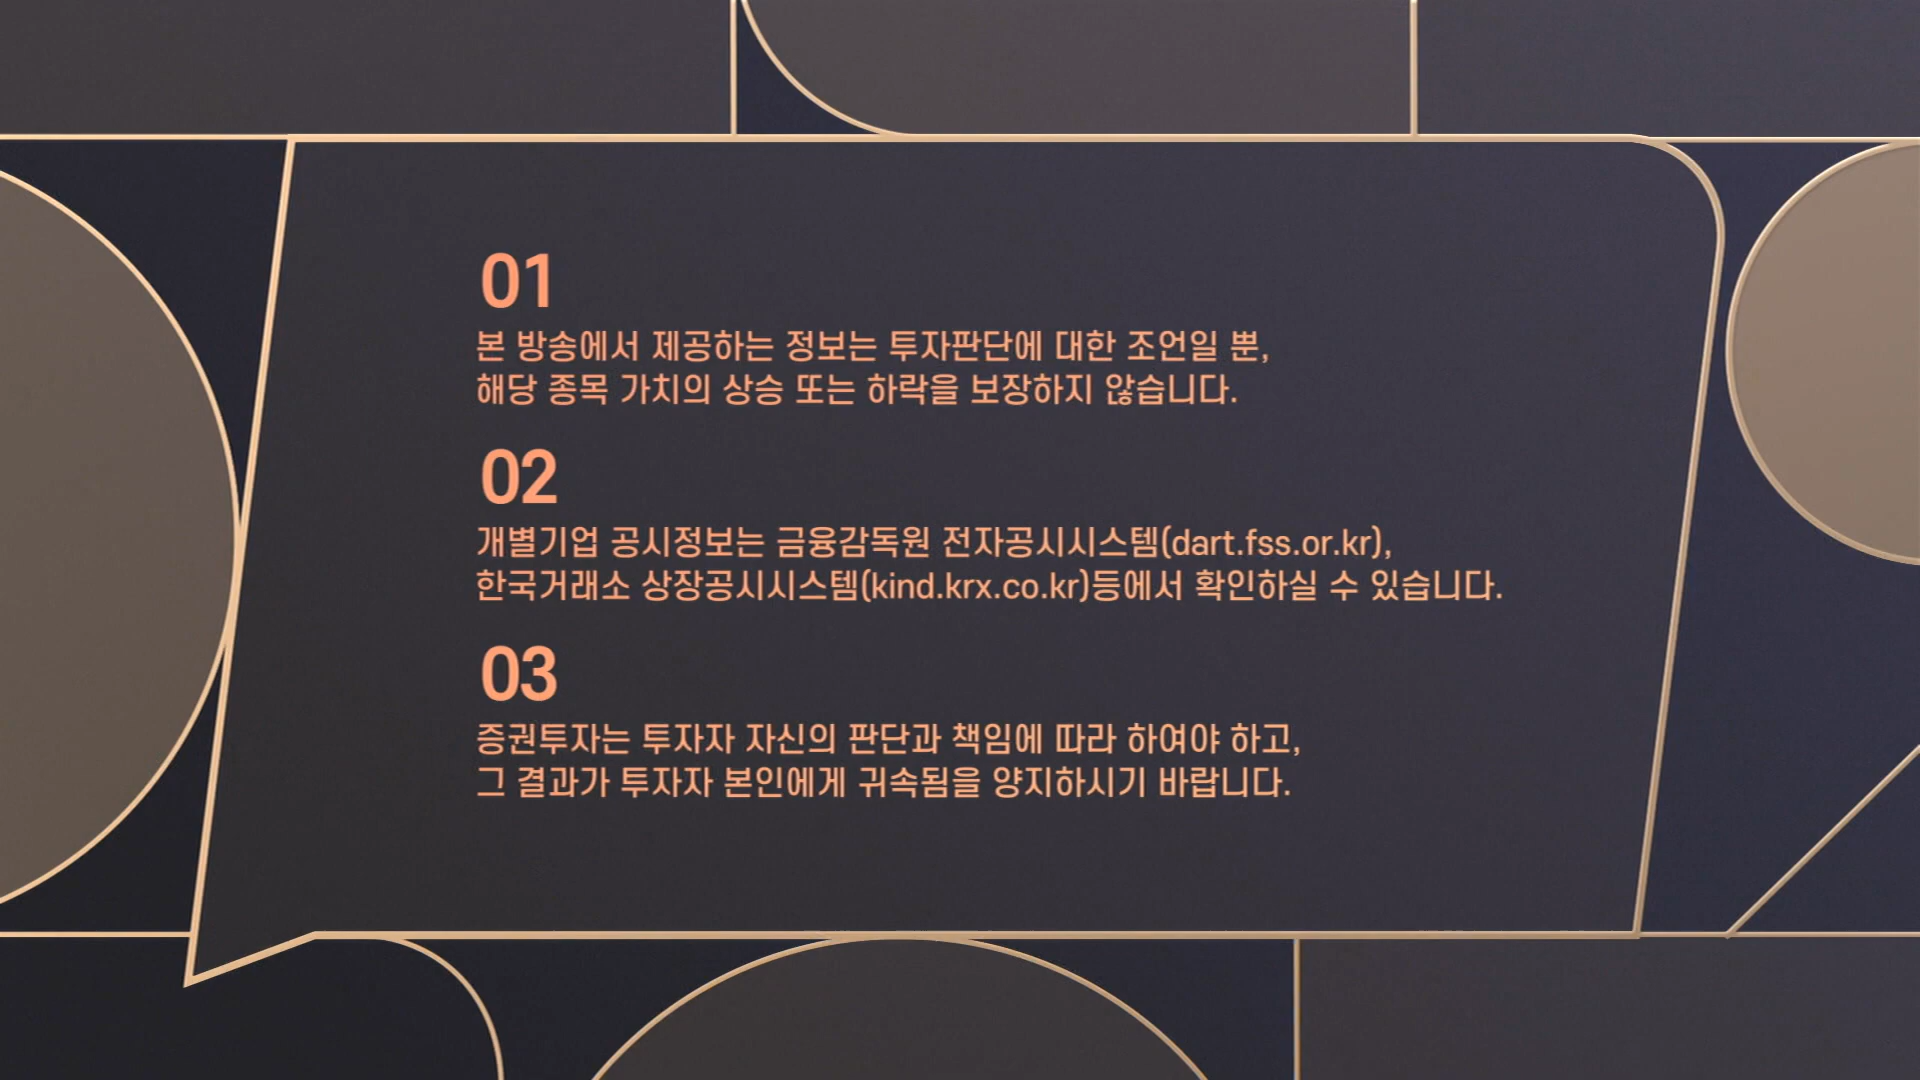 01
본 방송에서 제공하는 정보는 투자판단에 대한 조언일 뿐,
해당 종목 가치의 상승 또는 하락을 보장하지 않습니다.
02
개별기업 공시정보는 금융감독원 전자공시시스템(dart.fss.or.kr),
한국거래소 상장공시시스템(kind.krx.co.kr)등에서 확인하실 수 있습니다.
03
증권투자는 투자자 자신의 판단과 책임에 따라 하여야 하고,
그 결과가 투자자 본인에게 귀속됨을 양지하시기 바랍니다.